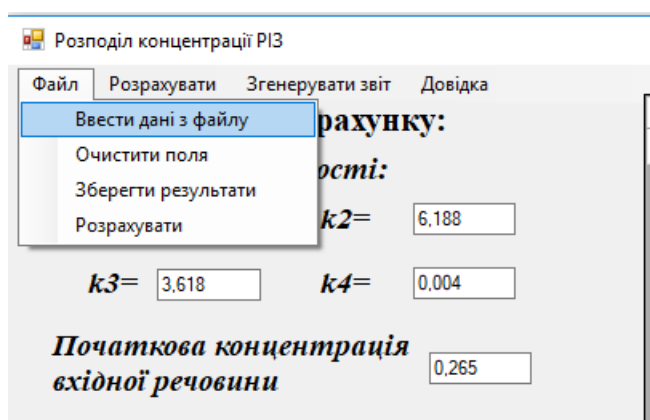 Розподіл концентрації РІЗ
Файл Розрахувати Згенерувати звіт Довідка
Ввести дані з файлу
рахунку:
Очистити поля
ості:
Зберегти результати
Розрахувати
k2= 6,188
k3= 3,618 k4= 0,004
Початкова концентрація
вхідної речовини 0,265